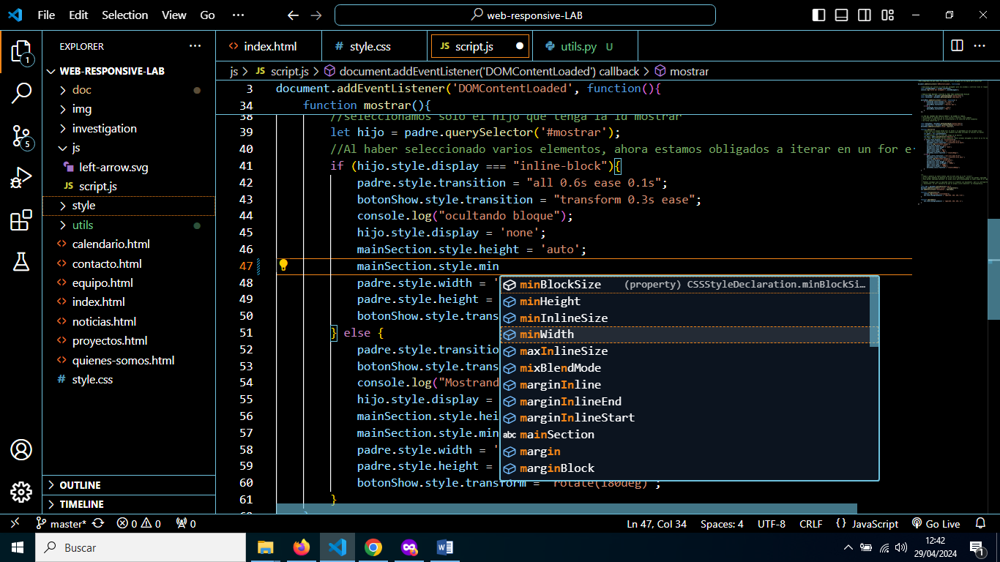 File Edit Selection View Go ··· web-responsive-LAB
EXPLORER ···
WEB-RESPONSIVE-LAB
doc
img
investigation
js
left-arrow.svg
JS script.js
style
utils
<> calendario.html
<> contacto.html
<> equipo.html
<> index.html
<> noticias.html
<> proyectos.html
<> quienes-somos.html
# style.css
OUTLINE
TIMELINE
1
5
<> index.html # style.css JS script.js utils.py U
js > JS script.js > document.addEventListener('DOMContentLoaded') callback > mostrar
3 document.addEventListener('DOMContentLoaded', function(){
34 function mostrar(){
38 //seleccionamos solo el hijo que tenga la id mostrar
39 let hijo = padre.querySelector('#mostrar');
40 //Al haber seleccionado varios elementos, ahora estamos obligados a iterar en un for e
41 if (hijo.style.display === "inline-block"){
42 padre.style.transition = "all 0.6s ease 0.1s";
43 botonShow.style.transition = "transform 0.3s ease";
44 console.log("ocultando bloque");
45 hijo.style.display = 'none';
46 mainSection.style.height = 'auto';
47 mainSection.style.min
48 padre.style.width = '
49 padre.style.height =
50 botonShow.style.trans
51 } else {
52 padre.style.transitio
53 botonShow.style.trans
54 console.log("Mostrand
55 hijo.style.display =
56 mainSection.style.hei
57 mainSection.style.min
58 padre.style.width = '
59 padre.style.height =
60 botonShow.style.transform = "rotate(180deg)";
61 }
minBlockSize (property) CSSStyleDeclaration.minBlockSi…
minHeight
minInlineSize
minWidth
maxInlineSize
mixBlendMode
marginInline
marginInlineEnd
marginInlineStart
abc mainSection
margin
marginBlock
master* 0 0 0 Ln 47, Col 34 Spaces: 4 UTF-8 CRLF {} JavaScript Go Live
Buscar
12:42
29/04/2024
1